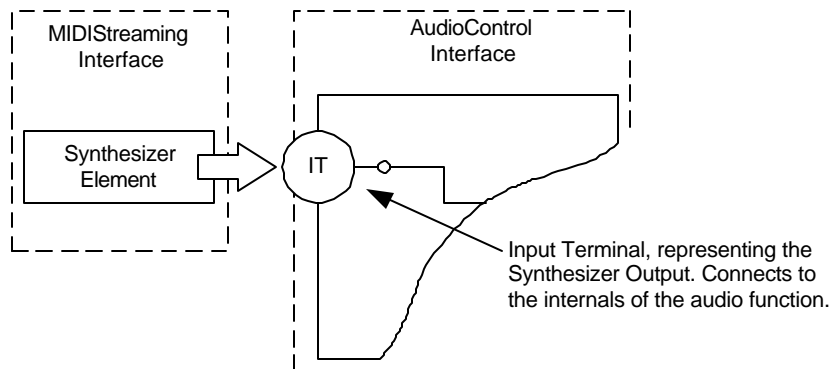 MIDIStreaming
Interface
AudioControl
Interface
Synthesizer
Element
IT
Input Terminal, representing the
Synthesizer Output. Connects to
the internals of the audio function.